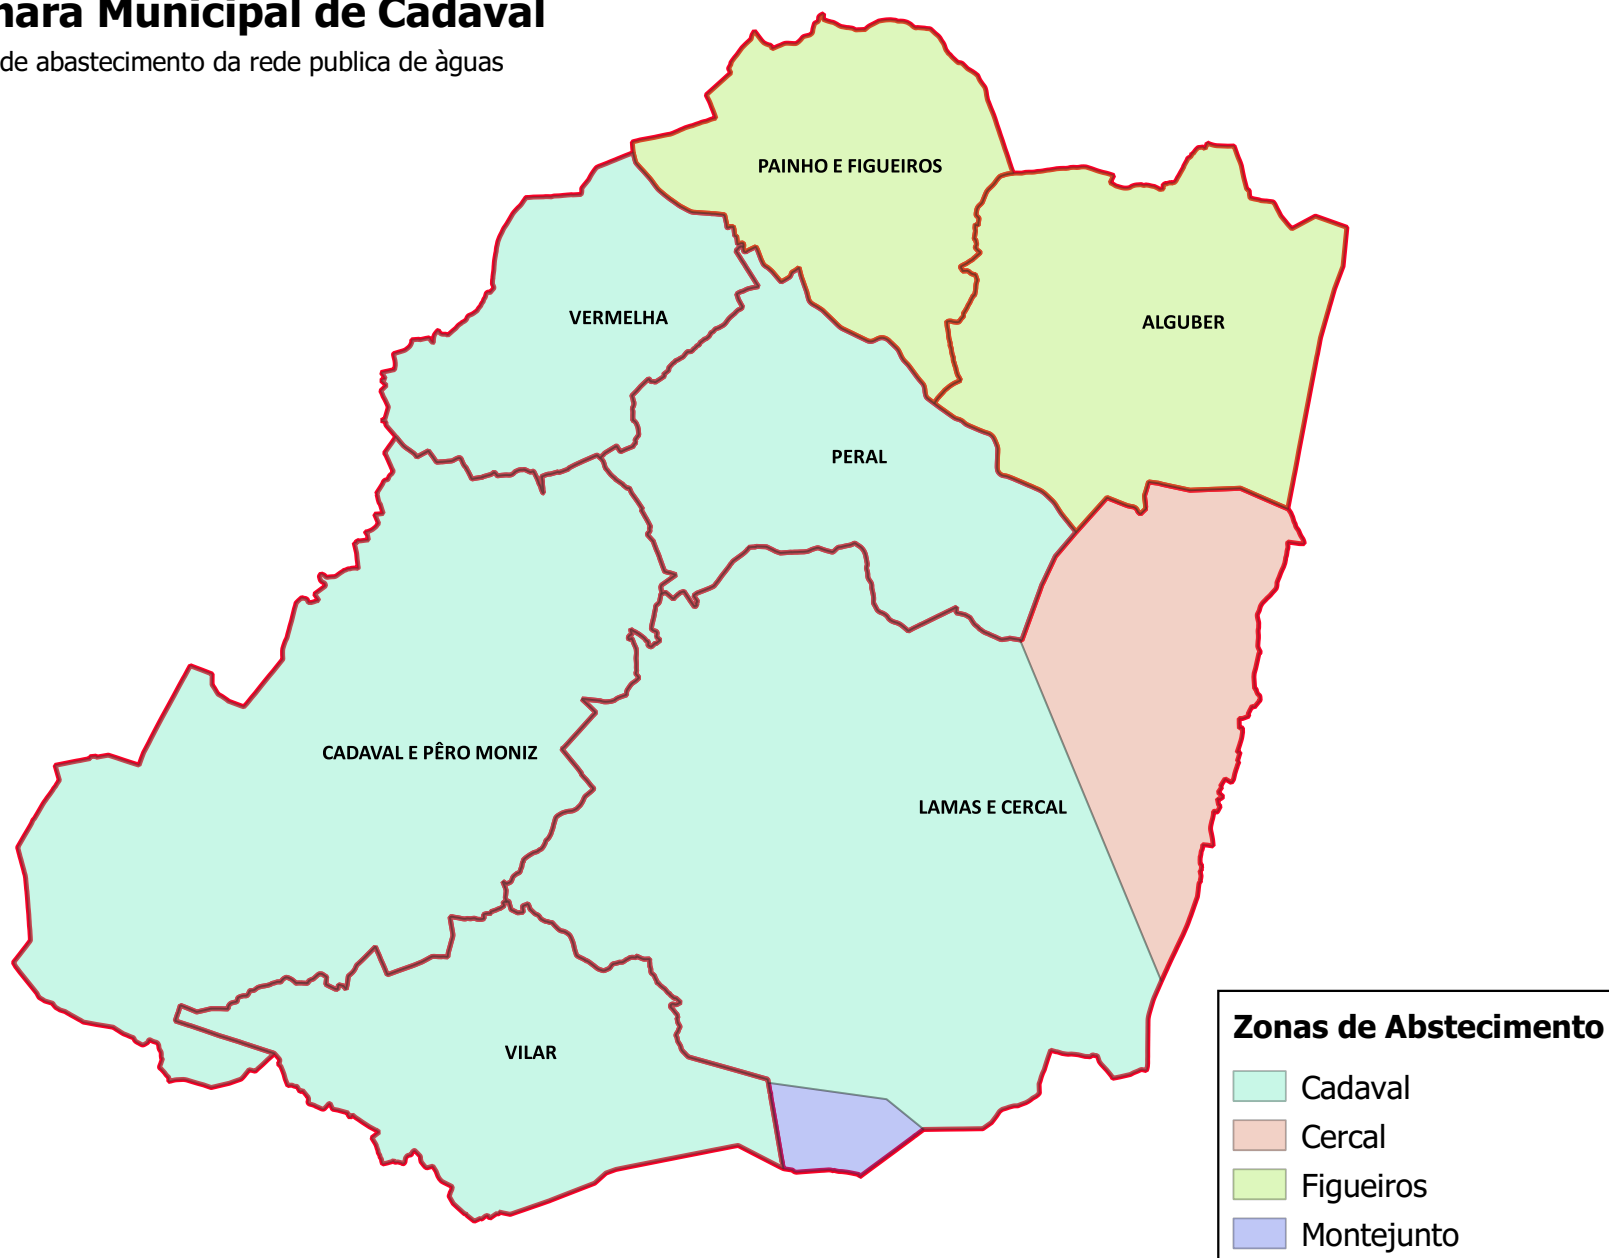 mara Municipal de Cadaval
de abastecimento da rede publica de àguas
PAINHO E FIGUEIROS
VERMELHA
ALGUBER
PERAL
CADAVAL E PÊRO MONIZ
LAMAS E CERCAL
VILAR
Zonas de Abstecimento
Cadaval
Cercal
Figueiros
Montejunto